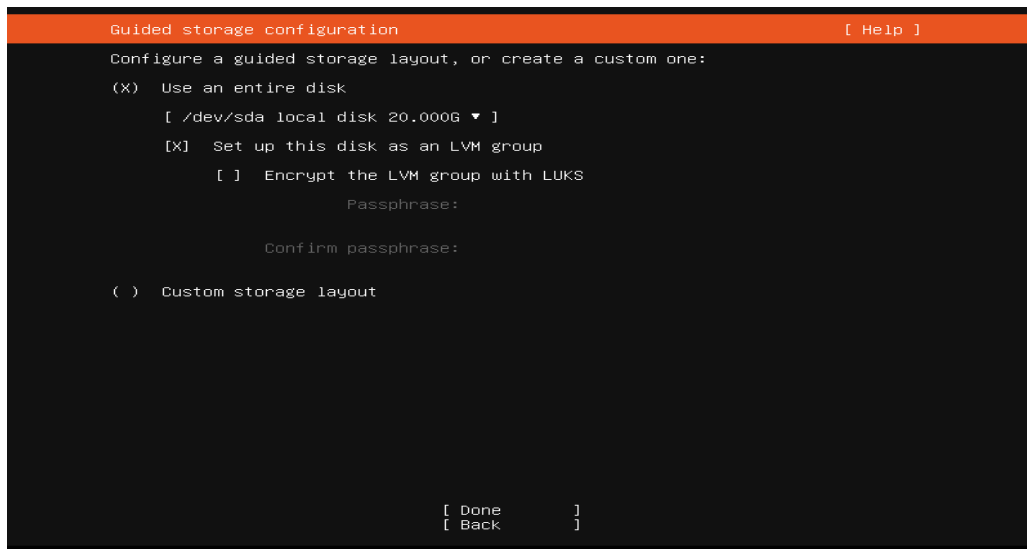 Guided storage configuration [ Help ]
Configure a guided storage layout, or create a custom one:
(X) Use an entire disk
[ /dev/sda local disk 20.000G ▾ ]
[X] Set up this disk as an LVM group
[ ] Encrypt the LVM group with LUKS
Passphrase:
Confirm passphrase:
( ) Custom storage layout
[ Done ]
[ Back ]